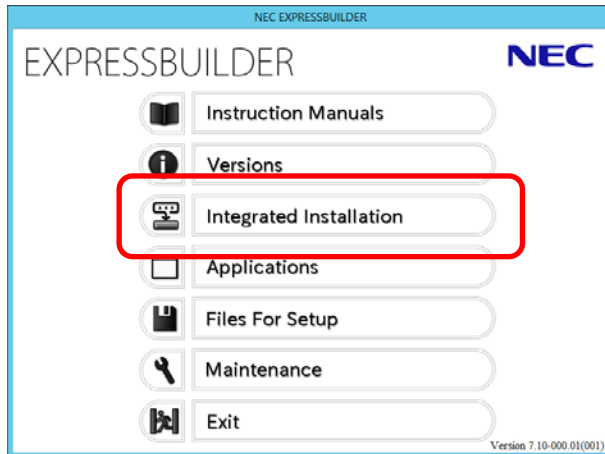 NEC EXPRESSBUILDER
EXPRESSBUILDER
NEC
Instruction Manuals
Versions
Integrated Installation
Applications
Files For Setup
Maintenance
Exit
Version 7.10-000.01(001)